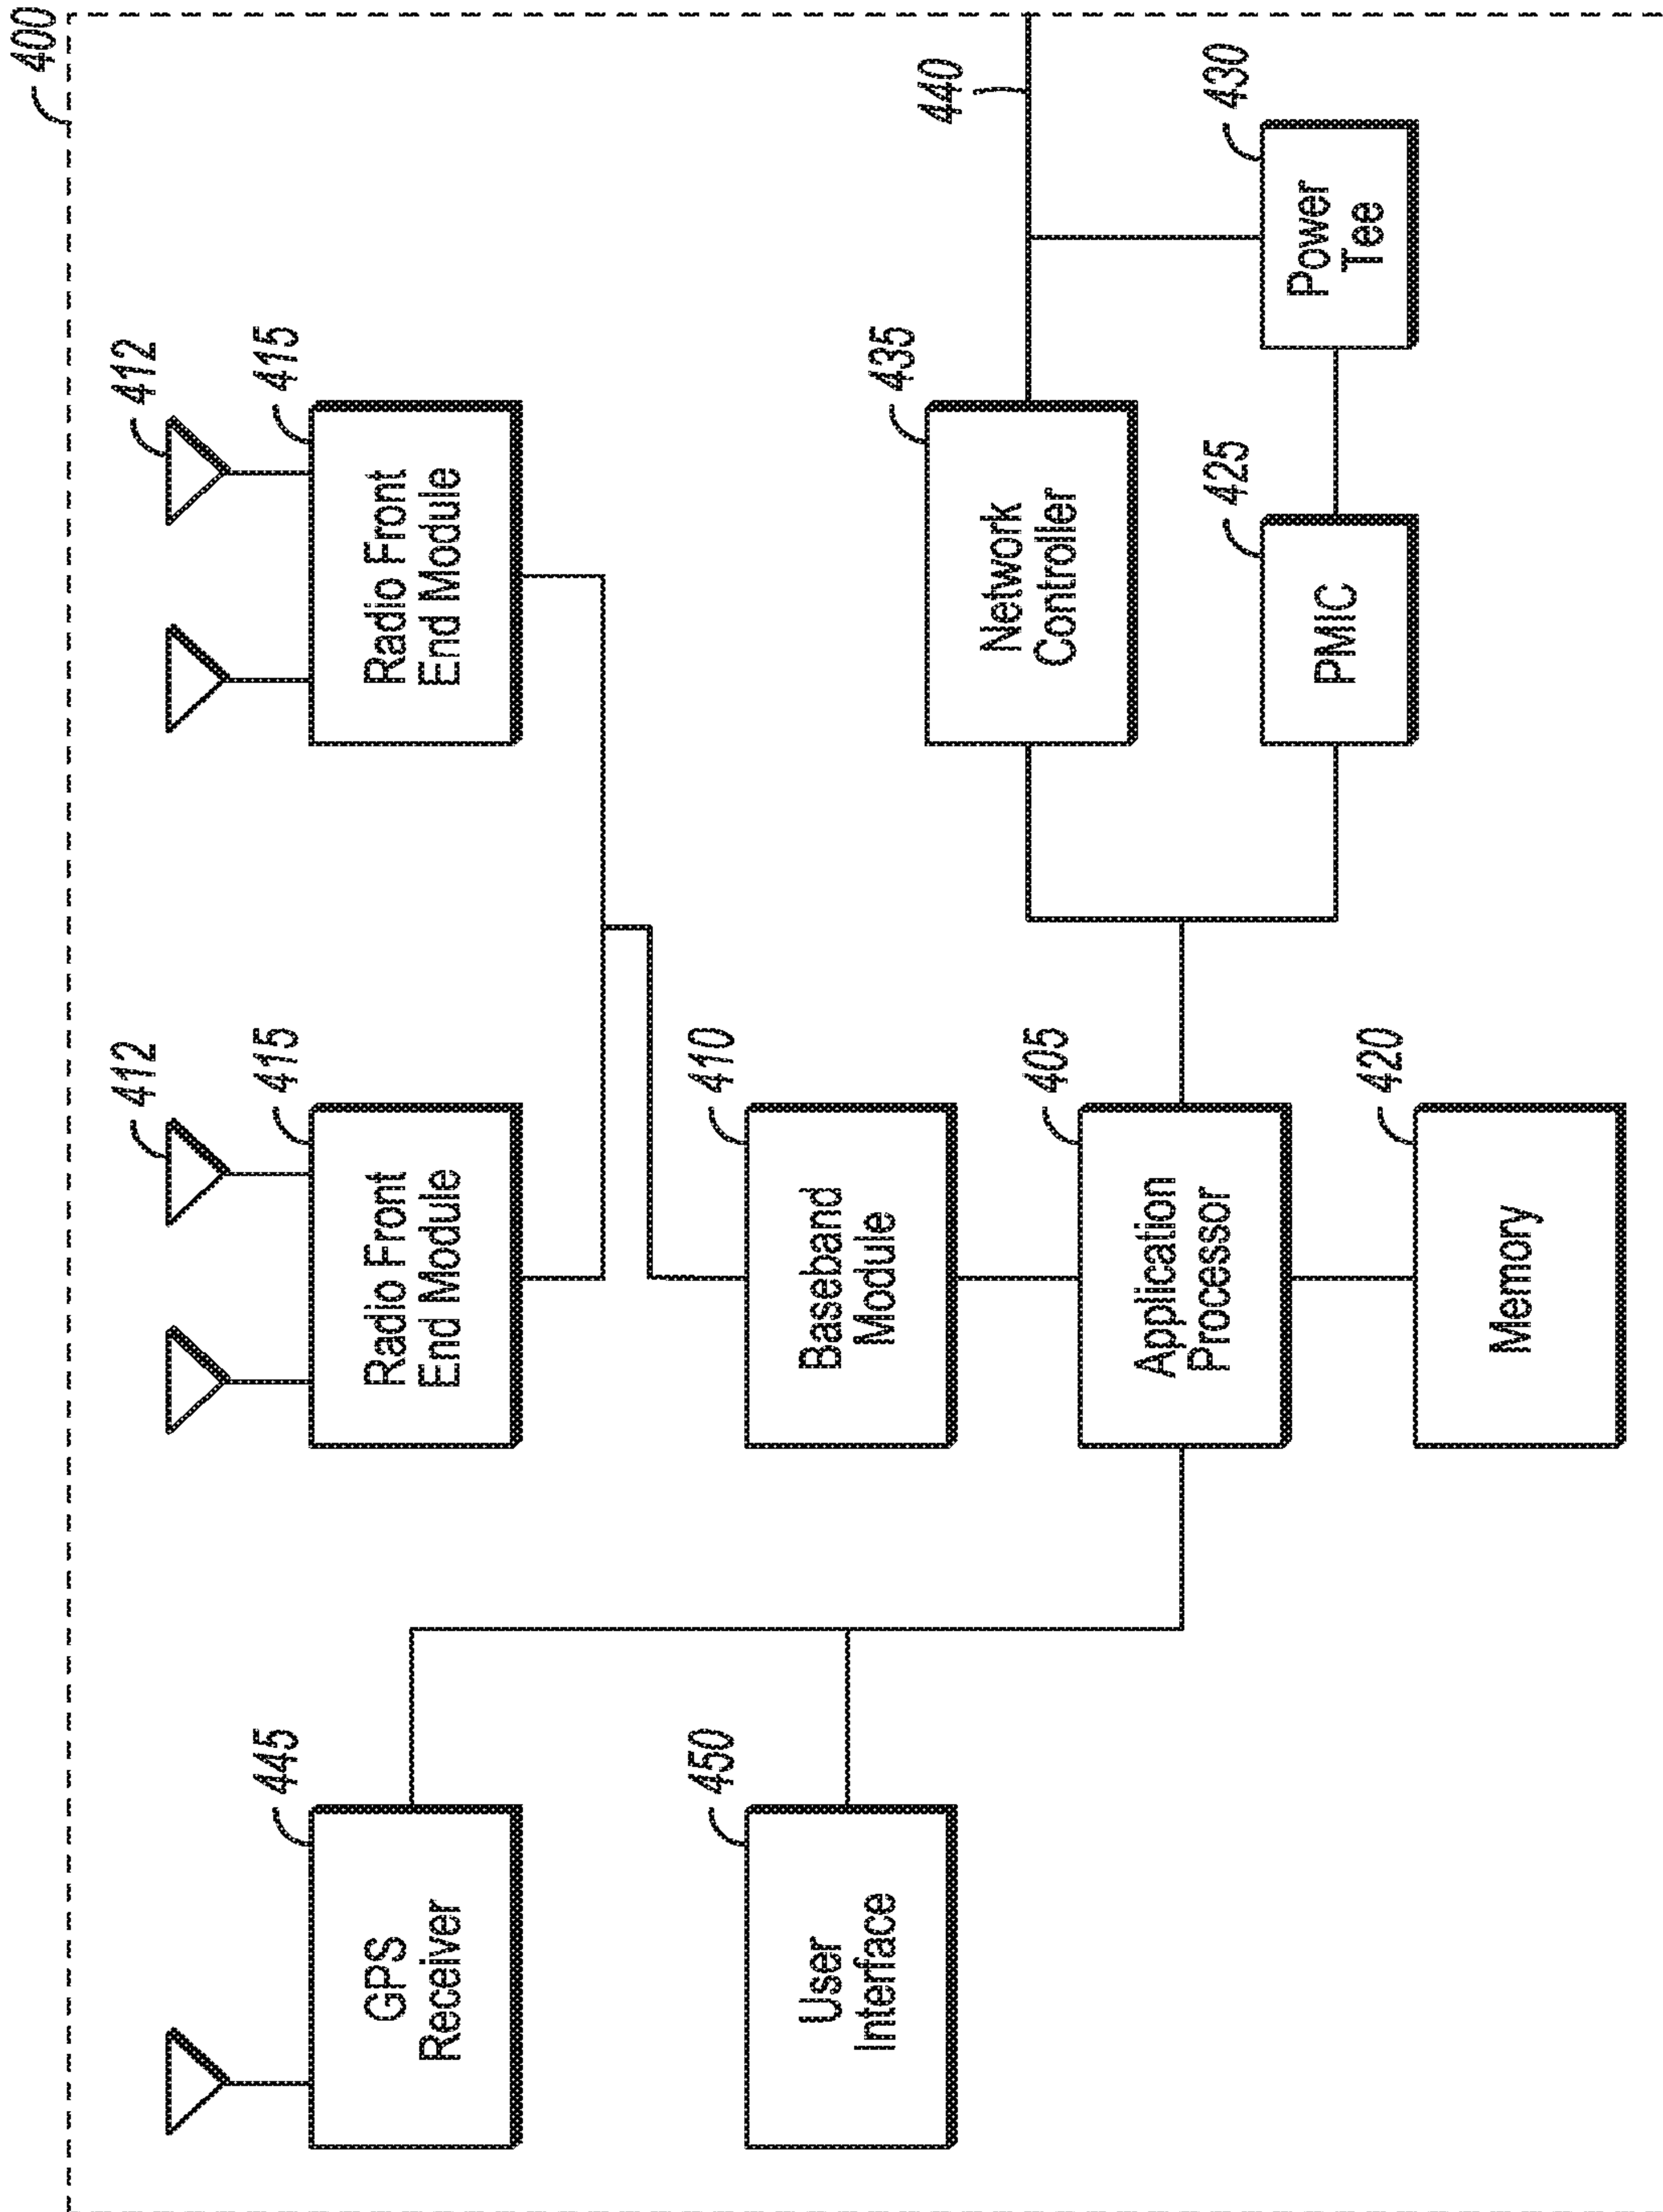 400
412
412
445
GPS
Receiver
415
Radio Front
End Module
415
Radio Front
End Module
450
User
Interface
410
Baseband
Module
435
Network
Controller
440
405
Application
Processor
425
PMIC
430
Power
Tee
420
Memory